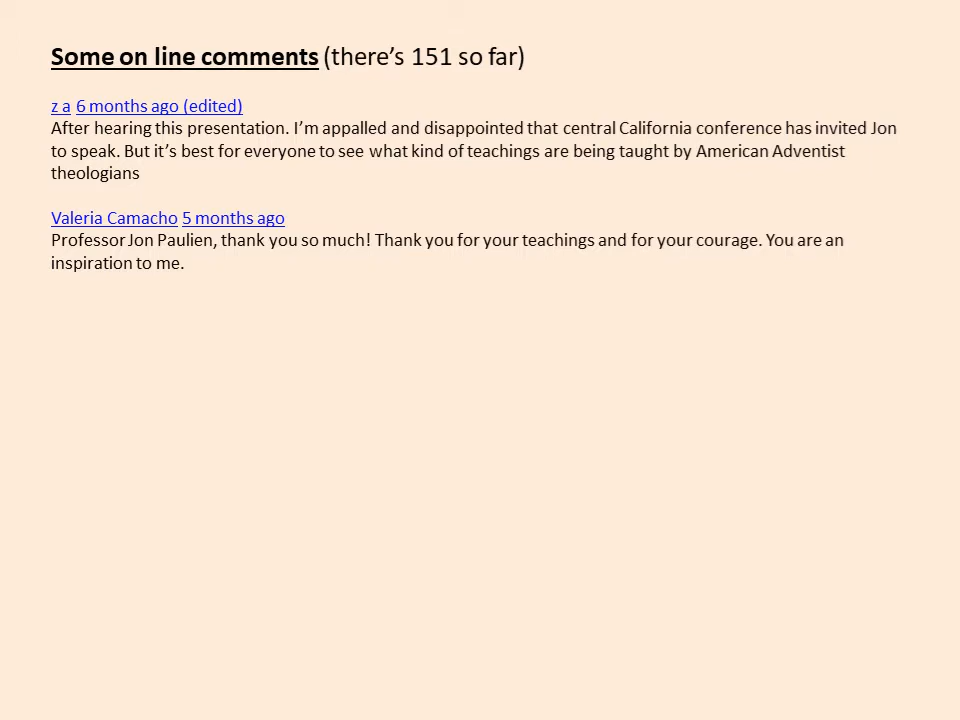 Some on line comments (there’s 151 so far)
z a 6 months ago (edited)
After hearing this presentation. I’m appalled and disappointed that central California conference has invited Jon
to speak. But it’s best for everyone to see what kind of teachings are being taught by American Adventist
theologians
Valeria Camacho 5 months ago
Professor Jon Paulien, thank you so much! Thank you for your teachings and for your courage. You are an
inspiration to me.